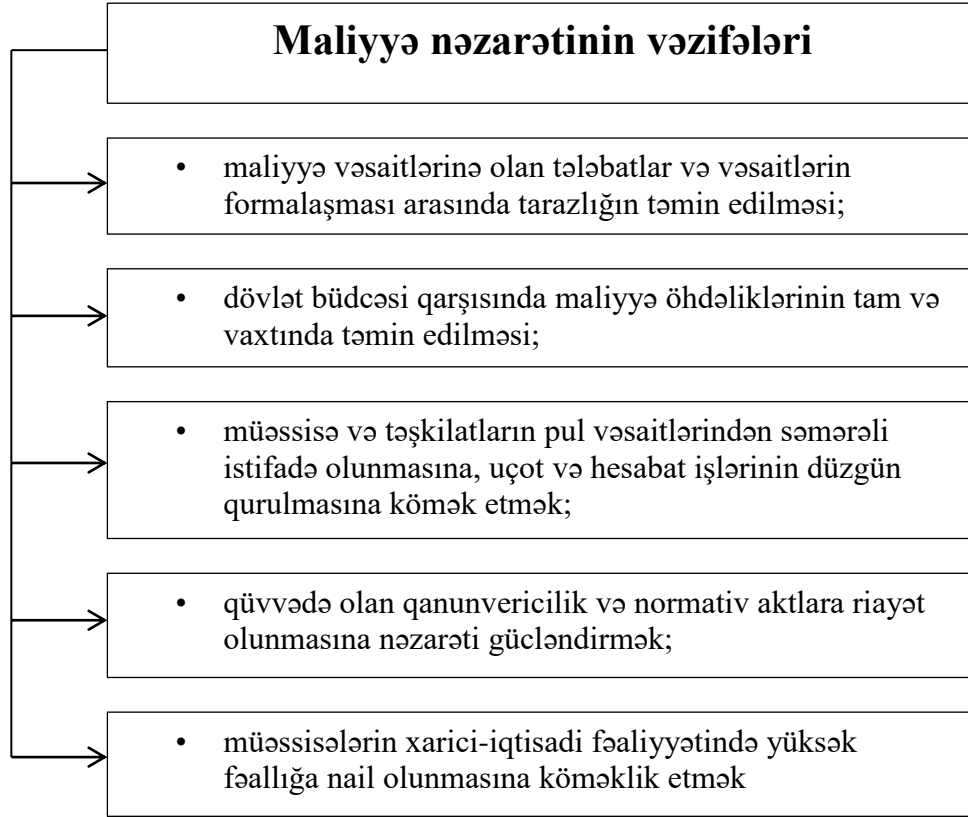 Maliyyə nəzarətinin vəzifələri
• maliyyə vəsaitlərinə olan tələbatlar və vəsaitlərin
formalaşması arasında tarazlığın təmin edilməsi;
• dövlət büdcəsi qarşısında maliyyə öhdəliklərinin tam və
vaxtında təmin edilməsi;
• müəssisə və təşkilatların pul vəsaitlərindən səmərəli
istifadə olunmasına, uçot və hesabat işlərinin düzgün
qurulmasına kömək etmək;
• qüvvədə olan qanunvericilik və normativ aktlara riayət
olunmasına nəzarəti gücləndirmək;
• müəssisələrin xarici-iqtisadi fəaliyyətində yüksək
fəallığa nail olunmasına köməklik etmək